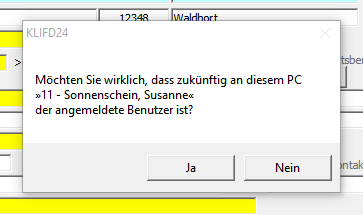 12348 Waldhort
KLIFD24
>
Möchten Sie wirklich, dass zukünftig an diesem PC
»11 - Sonnenschein, Susanne«
der angemeldete Benutzer ist?
Ja Nein